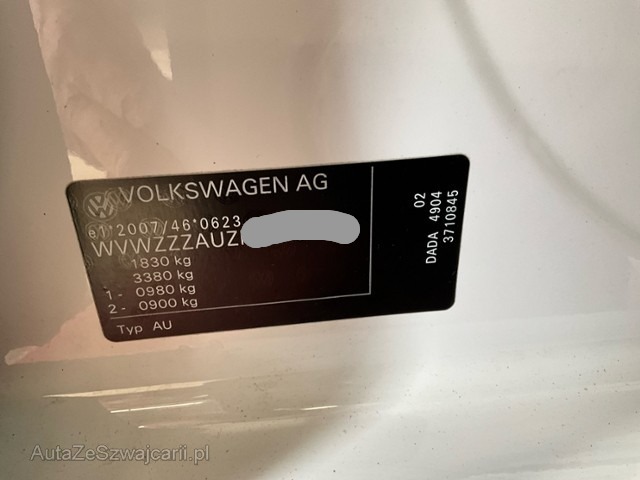 VOLKSWAGEN AG
e1*2007/46*0623
WVWZZZAUZ
1830 kg
3380 kg
1 - 0980 kg
2 - 0900 kg
Typ AU
02
DADA 4904
3710845
AutaZeSzwajcarii.pl